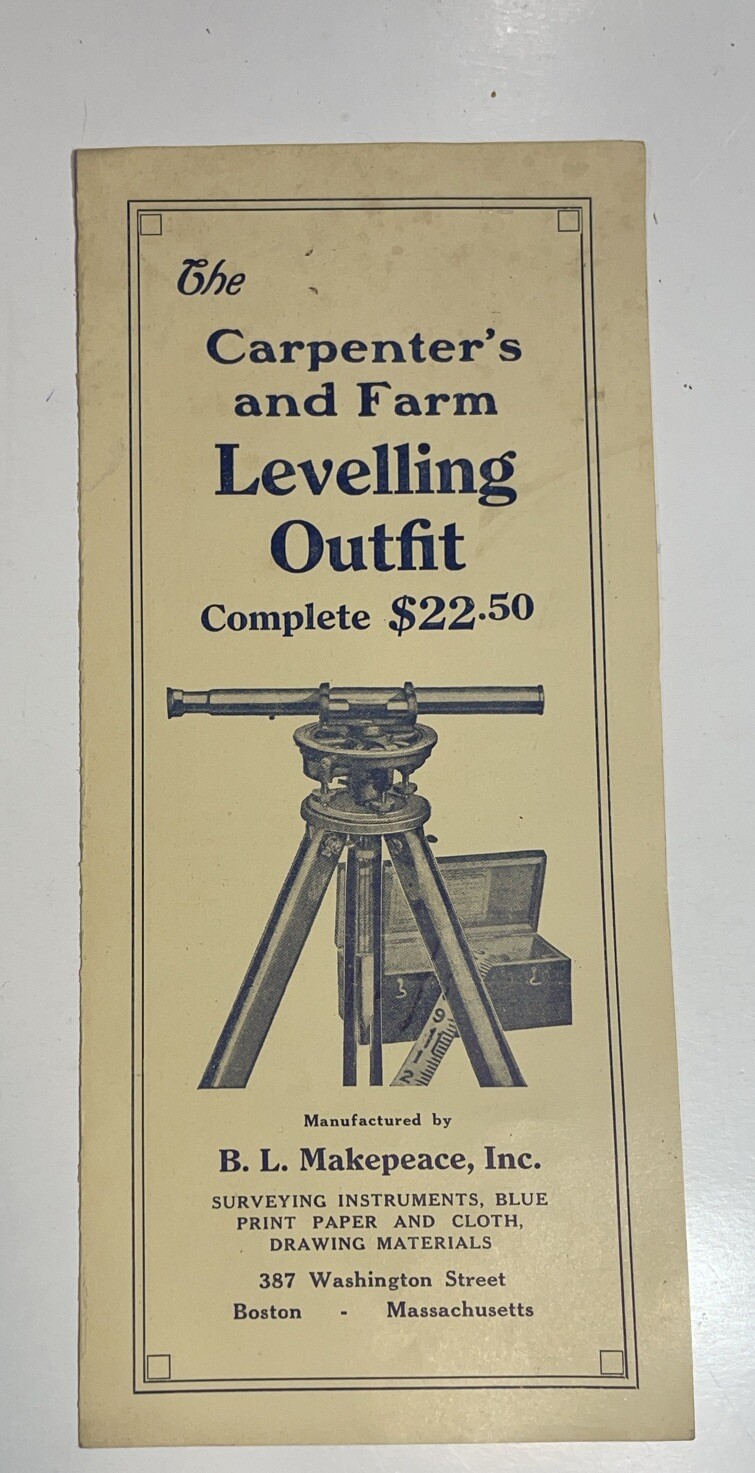 The
Carpenter's
and Farm
Levelling
Outfit
Complete $22.50
Manufactured by
B. L. Makepeace, Inc.
SURVEYING INSTRUMENTS, BLUE
PRINT PAPER AND CLOTH,
DRAWING MATERIALS
387 Washington Street
Boston - Massachusetts